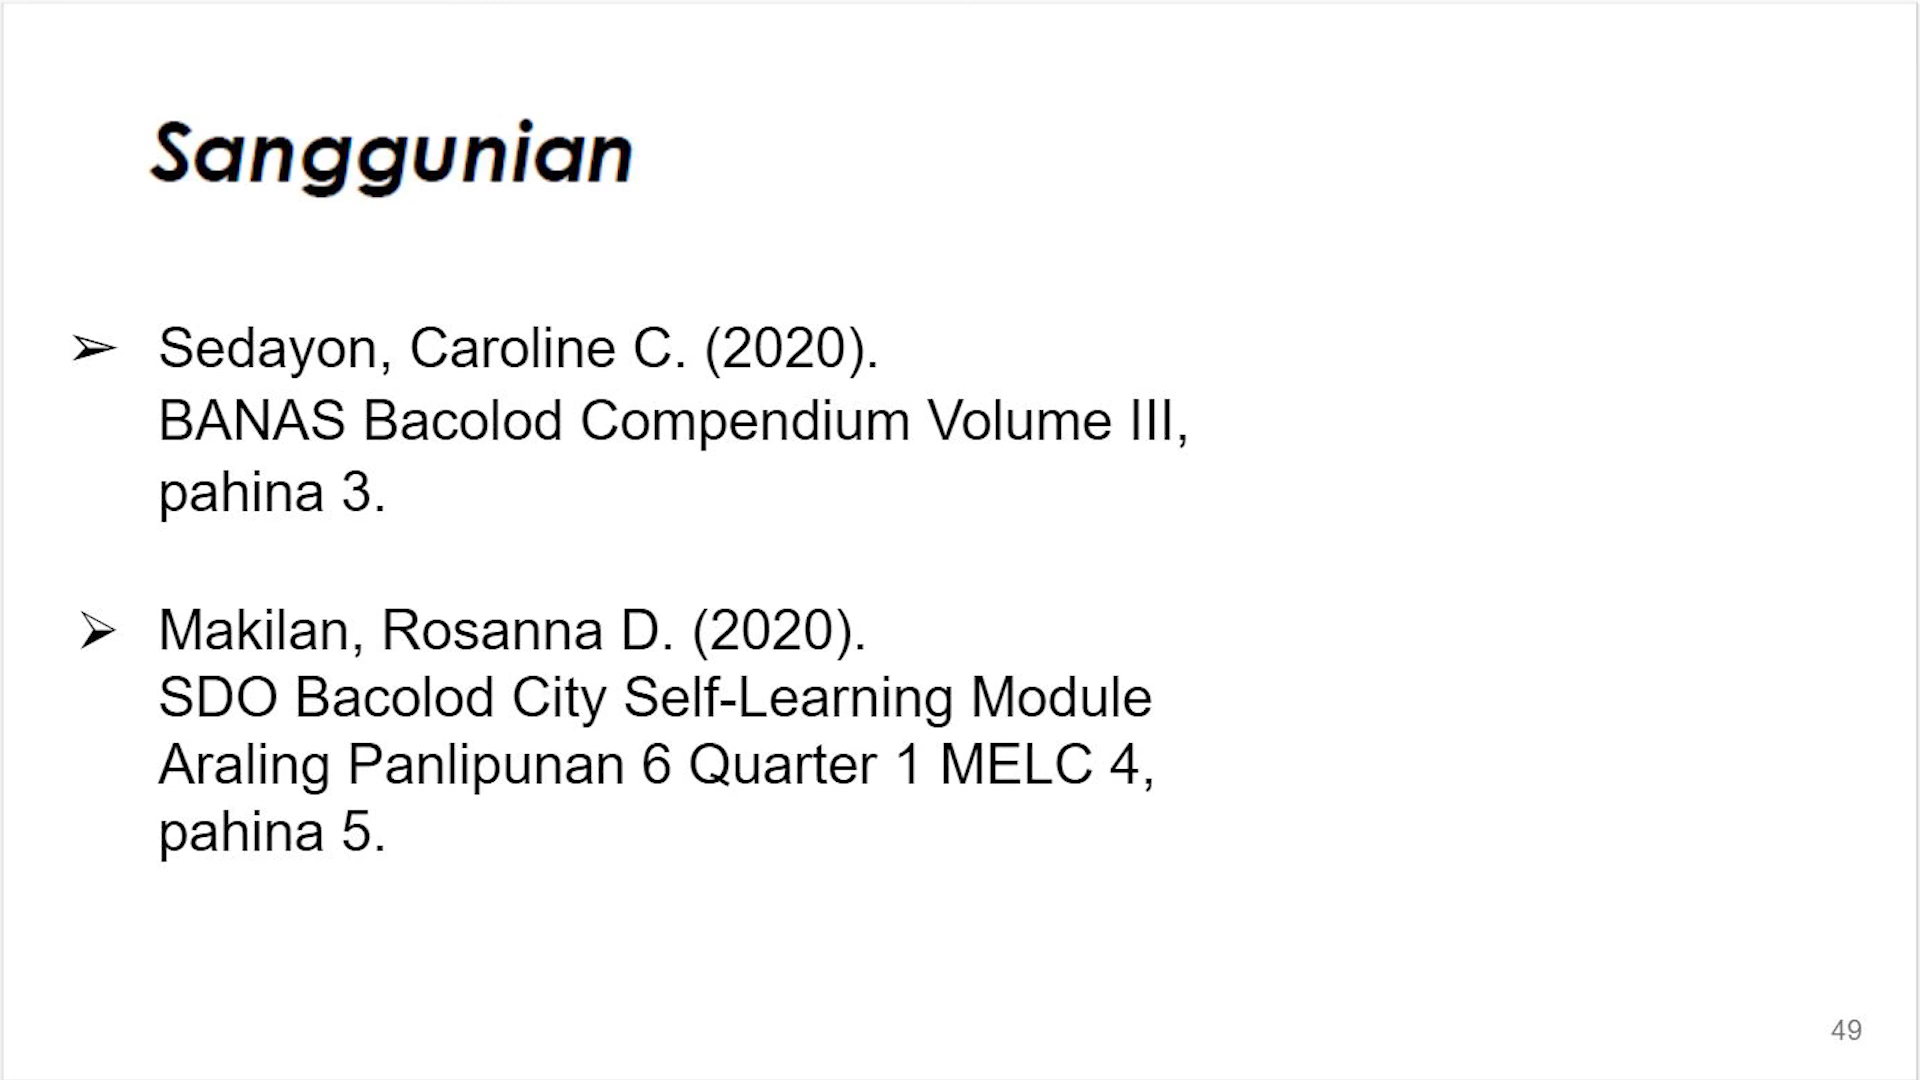 Sanggunian
➢ Sedayon, Caroline C. (2020).
BANAS Bacolod Compendium Volume III,
pahina 3.
➢ Makilan, Rosanna D. (2020).
SDO Bacolod City Self-Learning Module
Araling Panlipunan 6 Quarter 1 MELC 4,
pahina 5.
49